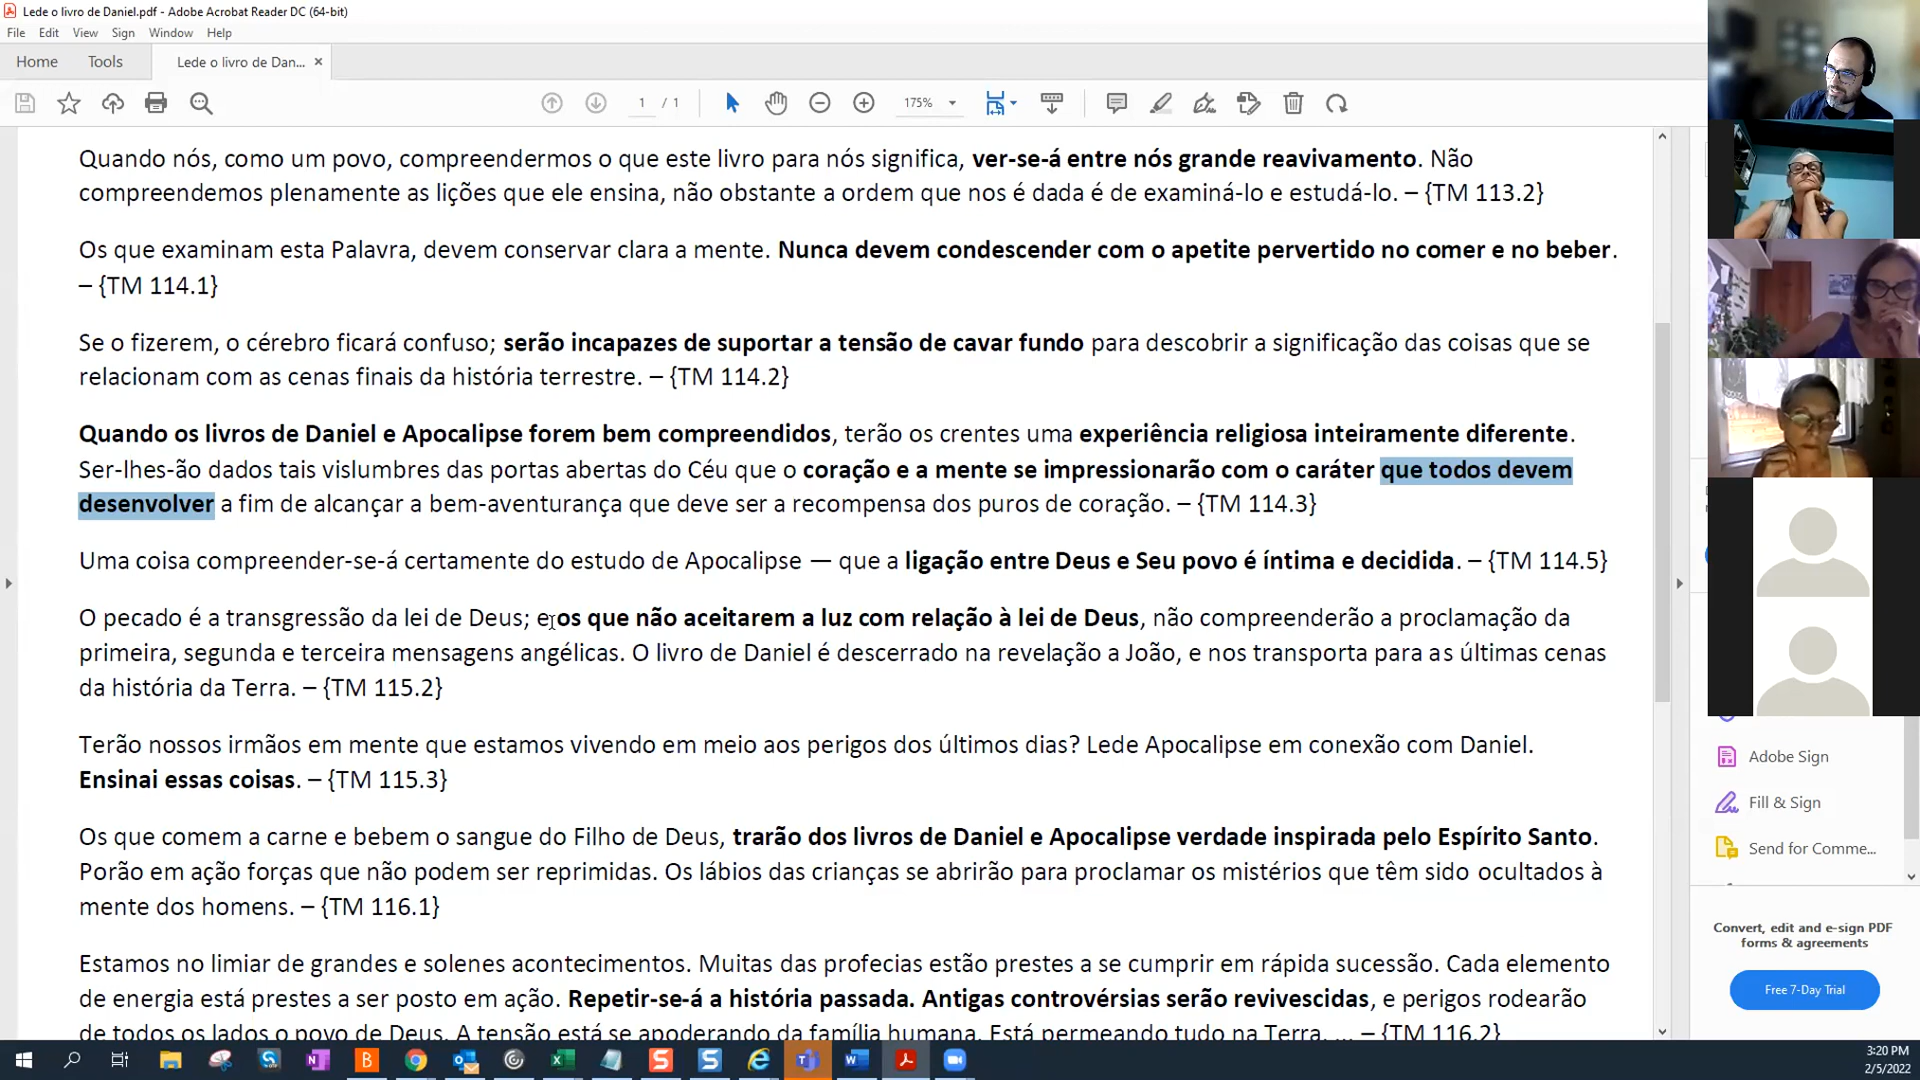 Lede o livro de Daniel.pdf - Adobe Acrobat Reader DC (64-bit)
File Edit View Sign Window Help
Home Tools Lede o livro de Dan... ×
1 / 1 175%
Quando nós, como um povo, compreendermos o que este livro para nós significa, ver-se-á entre nós grande reavivamento. Não
compreendemos plenamente as lições que ele ensina, não obstante a ordem que nos é dada é de examiná-lo e estudá-lo. – {TM 113.2}
Os que examinam esta Palavra, devem conservar clara a mente. Nunca devem condescender com o apetite pervertido no comer e no beber.
– {TM 114.1}
Se o fizerem, o cérebro ficará confuso; serão incapazes de suportar a tensão de cavar fundo para descobrir a significação das coisas que se
relacionam com as cenas finais da história terrestre. – {TM 114.2}
Quando os livros de Daniel e Apocalipse forem bem compreendidos, terão os crentes uma experiência religiosa inteiramente diferente.
Ser-lhes-ão dados tais vislumbres das portas abertas do Céu que o coração e a mente se impressionarão com o caráter que todos devem
desenvolver a fim de alcançar a bem-aventurança que deve ser a recompensa dos puros de coração. – {TM 114.3}
Uma coisa compreender-se-á certamente do estudo de Apocalipse — que a ligação entre Deus e Seu povo é íntima e decidida. – {TM 114.5}
O pecado é a transgressão da lei de Deus; e os que não aceitarem a luz com relação à lei de Deus, não compreenderão a proclamação da
primeira, segunda e terceira mensagens angélicas. O livro de Daniel é descerrado na revelação a João, e nos transporta para as últimas cenas
da história da Terra. – {TM 115.2}
Terão nossos irmãos em mente que estamos vivendo em meio aos perigos dos últimos dias? Lede Apocalipse em conexão com Daniel.
Ensinai essas coisas. – {TM 115.3}
Os que comem a carne e bebem o sangue do Filho de Deus, trarão dos livros de Daniel e Apocalipse verdade inspirada pelo Espírito Santo.
Porão em ação forças que não podem ser reprimidas. Os lábios das crianças se abrirão para proclamar os mistérios que têm sido ocultados à
mente dos homens. – {TM 116.1}
Estamos no limiar de grandes e solenes acontecimentos. Muitas das profecias estão prestes a se cumprir em rápida sucessão. Cada elemento
de energia está prestes a ser posto em ação. Repetir-se-á a história passada. Antigas controvérsias serão revivescidas, e perigos rodearão
de todos os lados o povo de Deus. A tensão está se apoderando da família humana. Está permeando tudo na Terra. ... – {TM 116.2}
Adobe Sign
Fill & Sign
Send for Comme...
Convert, edit and e-sign PDF
forms & agreements
Free 7-Day Trial
3:20 PM
2/5/2022